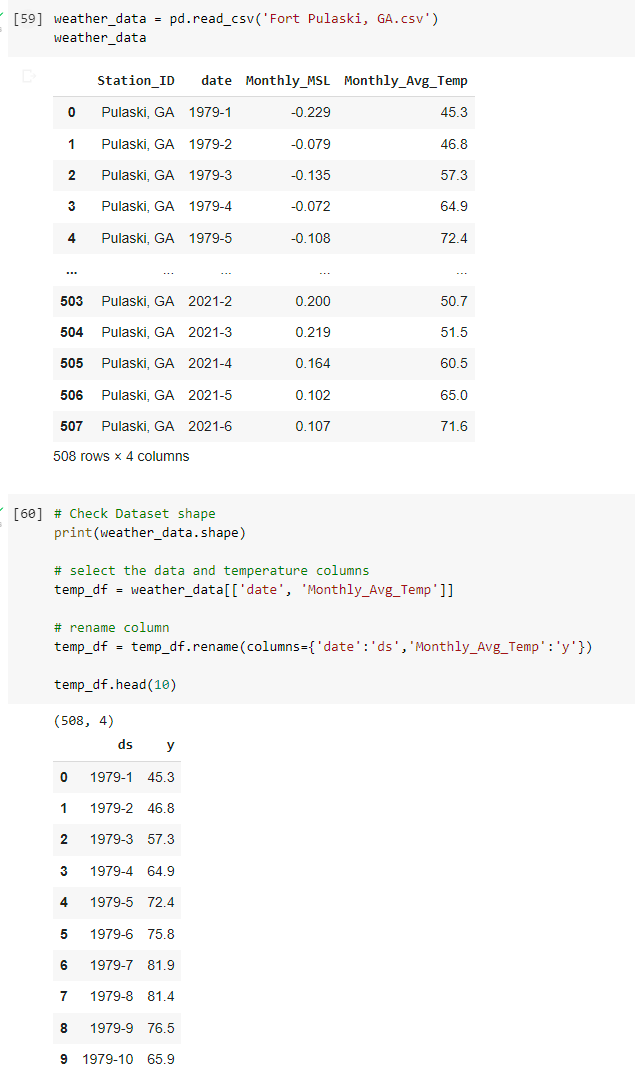 [59] weather_data = pd.read_csv('Fort Pulaski, GA.csv')
weather_data
Station_ID date Monthly_MSL Monthly_Avg_Temp
0 Pulaski, GA 1979-1 -0.229 45.3
1 Pulaski, GA 1979-2 -0.079 46.8
2 Pulaski, GA 1979-3 -0.135 57.3
3 Pulaski, GA 1979-4 -0.072 64.9
4 Pulaski, GA 1979-5 -0.108 72.4
... ... ... ... ...
503 Pulaski, GA 2021-2 0.200 50.7
504 Pulaski, GA 2021-3 0.219 51.5
505 Pulaski, GA 2021-4 0.164 60.5
506 Pulaski, GA 2021-5 0.102 65.0
507 Pulaski, GA 2021-6 0.107 71.6
508 rows × 4 columns
[60] # Check Dataset shape
print(weather_data.shape)
# select the data and temperature columns
temp_df = weather_data[['date', 'Monthly_Avg_Temp']]
# rename column
temp_df = temp_df.rename(columns={'date':'ds','Monthly_Avg_Temp':'y'})
temp_df.head(10)
(508, 4)
ds y
0 1979-1 45.3
1 1979-2 46.8
2 1979-3 57.3
3 1979-4 64.9
4 1979-5 72.4
5 1979-6 75.8
6 1979-7 81.9
7 1979-8 81.4
8 1979-9 76.5
9 1979-10 65.9